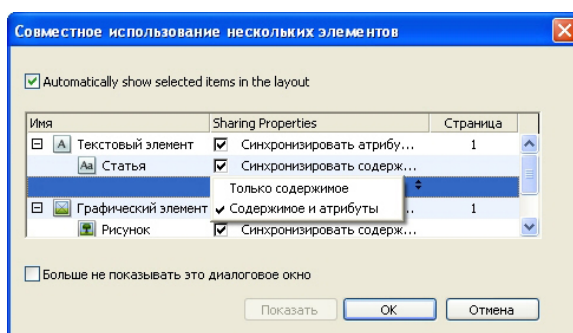 Совместное использование нескольких элементов
Automatically show selected items in the layout
Имя Sharing Properties Страница
Текстовый элемент Синхронизировать атрибу... 1
Aa Статья Синхронизировать содерж...
Только содержимое
Графический элемент Содержимое и атрибуты .. 1
Рисунок Синхронизировать содерж...
Больше не показывать это диалоговое окно
Показать ОК Отмена